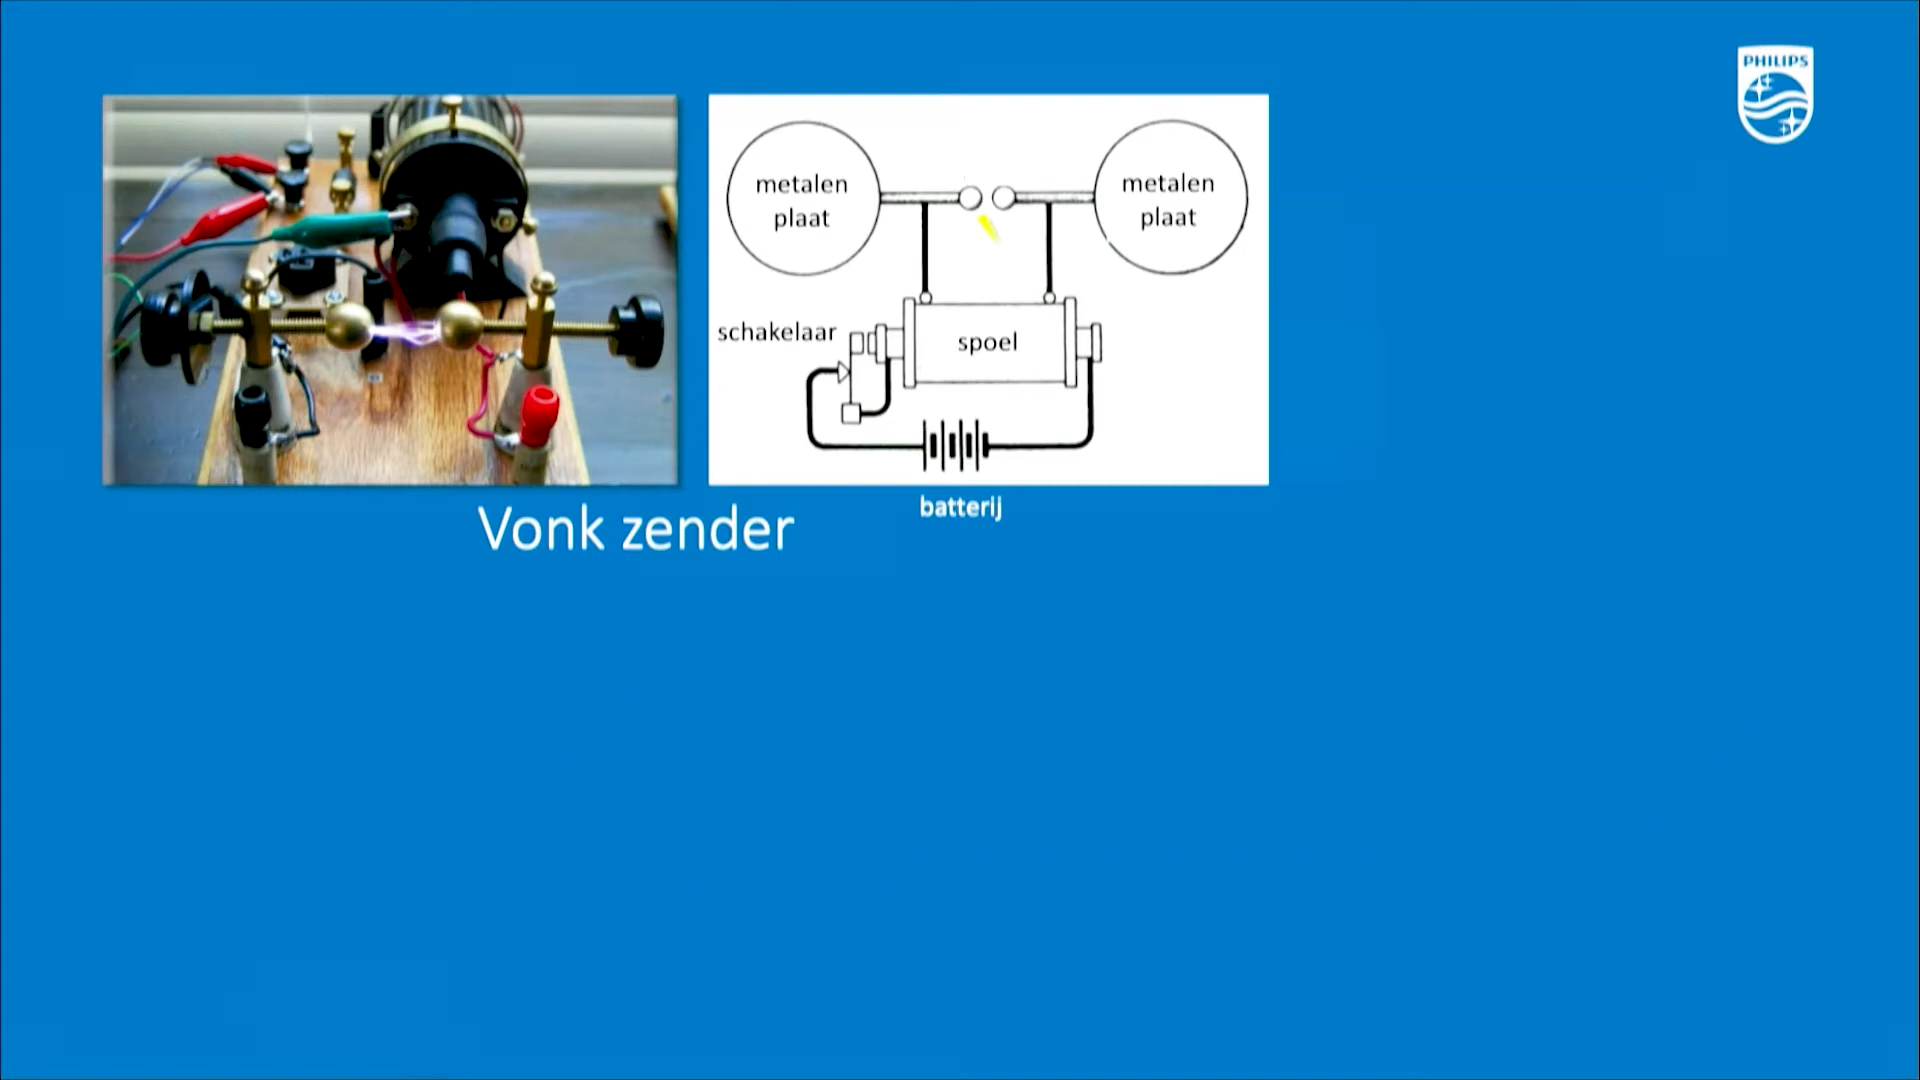 PHILIPS
metalen
plaat
metalen
plaat
schakelaar
spoel
batterij
Vonk zender